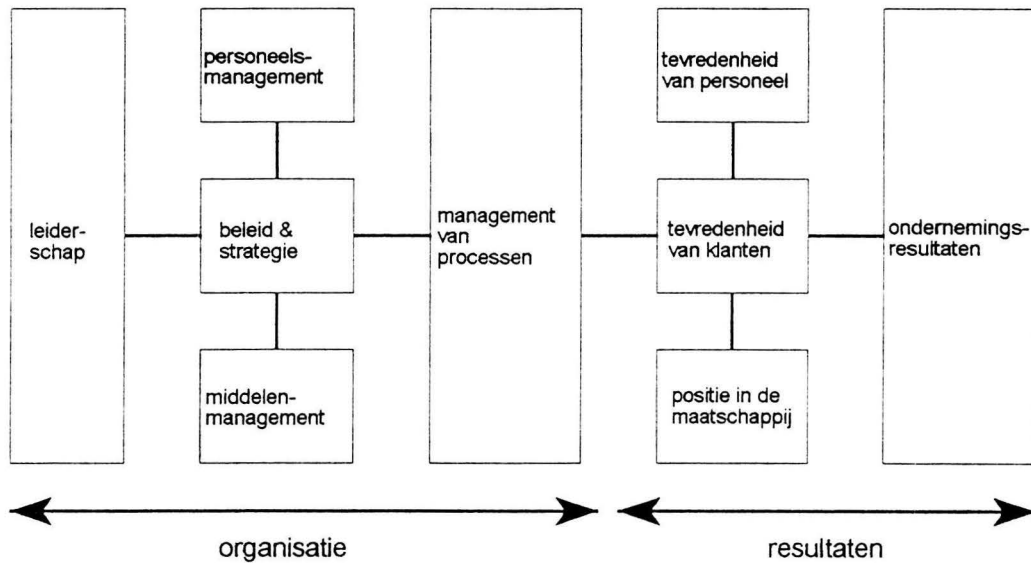 personeels-
management
tevredenheid
van personeel
leider-
schap
beleid &
strategie
management
van
processen
tevredenheid
van klanten
ondernemings-
resultaten
middelen-
management
positie in de
maatschappij
organisatie
resultaten